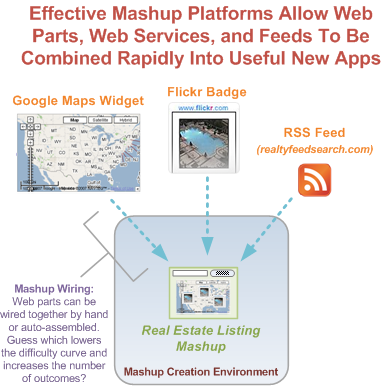 Effective Mashup Platforms Allow Web
Parts, Web Services, and Feeds To Be
Combined Rapidly Into Useful New Apps
Google Maps Widget
Flickr Badge
www.flickr.com
RSS Feed
(realtyfeedsearch.com)
Map
Satellite
Hybrid
Mashup Wiring:
Web parts can be
wired together by hand
or auto-assembled.
Guess which lowers
the difficulty curve and
increases the number
of outcomes?
Real Estate Listing
Mashup
Mashup Creation Environment